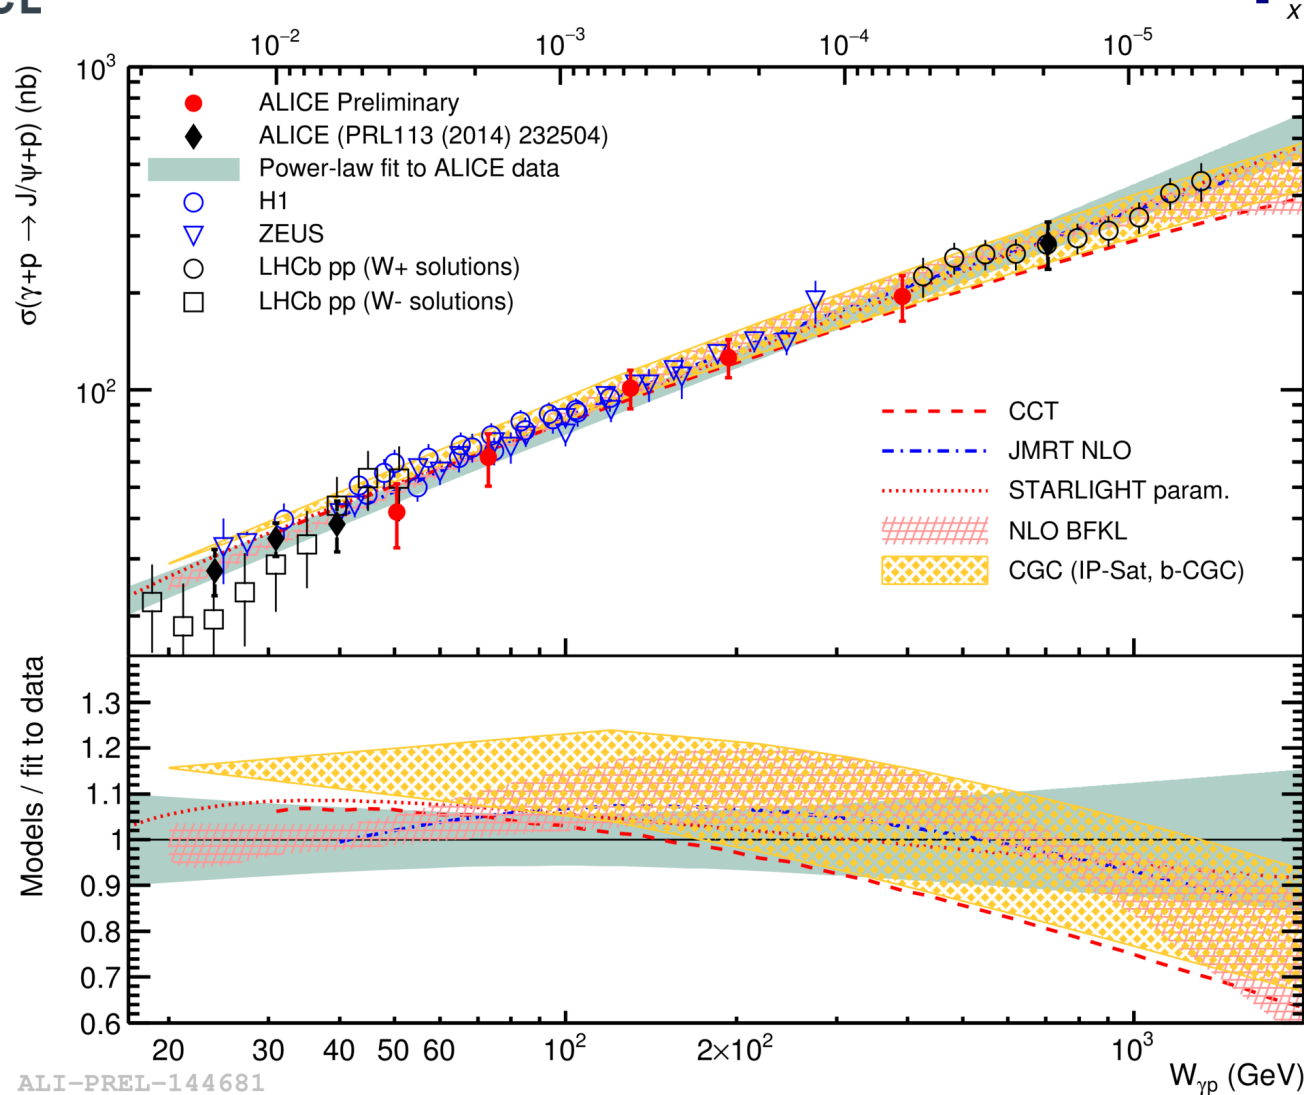 x
10⁻² 10⁻³ 10⁻⁴ 10⁻⁵
σ(γ+p → J/ψ+p) (nb)
10³
10²
ALICE Preliminary
ALICE (PRL113 (2014) 232504)
Power-law fit to ALICE data
H1
ZEUS
LHCb pp (W+ solutions)
LHCb pp (W- solutions)
CCT
JMRT NLO
STARLIGHT param.
NLO BFKL
CGC (IP-Sat, b-CGC)
Models / fit to data
1.3
1.2
1.1
1
0.9
0.8
0.7
0.6
20 30 40 50 60 10² 2×10² 10³
W_γp (GeV)
ALI−PREL−144681